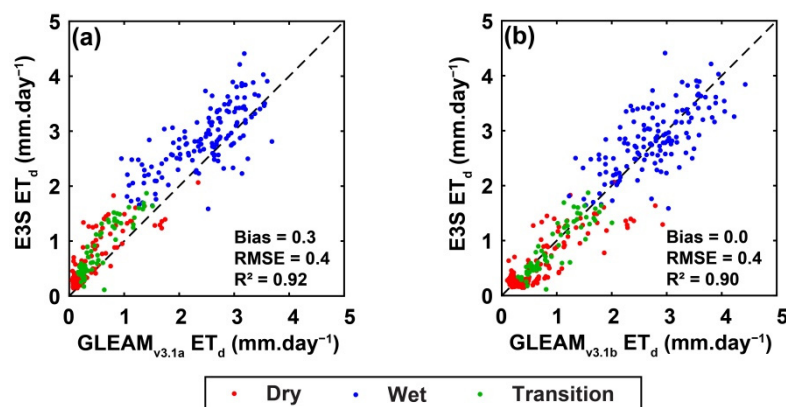 (a)
E3S ET_d (mm.day⁻¹)
5
4
3
2
1
0
Bias = 0.3
RMSE = 0.4
R² = 0.92
0 1 2 3 4 5
GLEAM_v3.1a ET_d (mm.day⁻¹)
(b)
E3S ET_d (mm.day⁻¹)
5
4
3
2
1
0
Bias = 0.0
RMSE = 0.4
R² = 0.90
0 1 2 3 4 5
GLEAM_v3.1b ET_d (mm.day⁻¹)
Dry Wet Transition